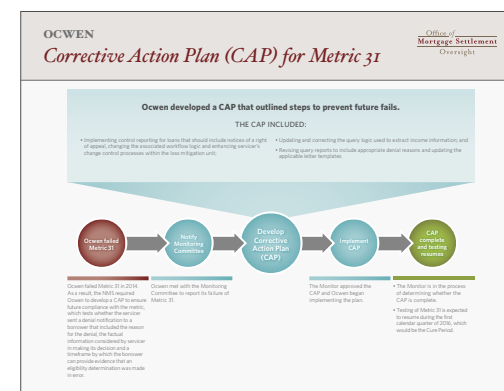 OCWEN
Corrective Action Plan (CAP) for Metric 31
Office of
Mortgage Settlement
Oversight
Ocwen developed a CAP that outlined steps to prevent future fails.
THE CAP INCLUDED:
• Implementing control reporting for loans that should include notices of a right
of appeal, changing the associated workflow logic and enhancing servicer's
change-control processes within the loss mitigation unit;
• Updating and correcting the query logic used to extract income information; and
• Revising query reports to include appropriate denial reasons and updating the
applicable letter templates
Ocwen failed
Metric 31
Notify
Monitoring
Committee
Develop
Corrective
Action Plan
(CAP)
Implement
CAP
CAP
complete
and testing
resumes
Ocwen failed Metric 31 in 2014.
As a result, the NMS required
Ocwen to develop a CAP to ensure
future compliance with the metric,
which tests whether the servicer
sent a denial notification to a
borrower that included the reason
for the denial, the factual
information considered by servicer
in making its decision and a
timeframe by which the borrower
can provide evidence that an
eligibility determination was made
in error.
Ocwen met with the Monitoring
Committee to report its failure of
Metric 31.
The Monitor approved the
CAP and Ocwen began
implementing the plan.
• The Monitor is in the process
of determining whether the
CAP is complete.
• Testing of Metric 31 is expected
to resume during the first
calendar quarter of 2016, which
would be the Cure Period.